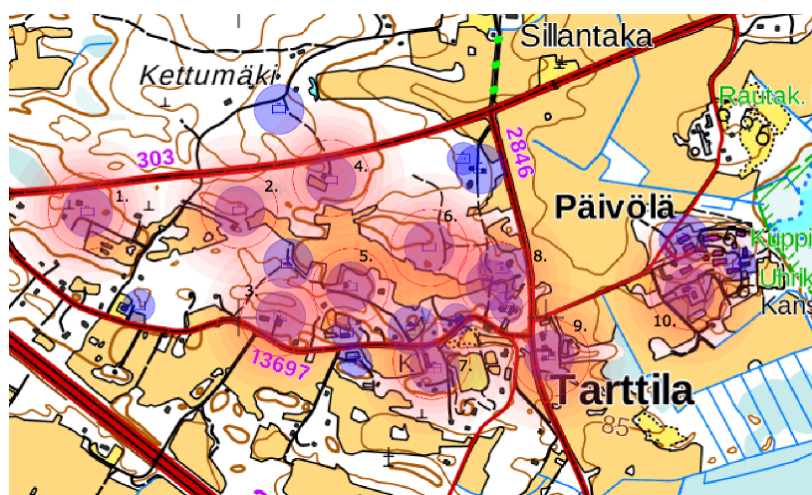 Sillantaka
Kettumäki
Rautak.
303
2846
4.
1.
2.
Päivölä
6.
Kuppi
8.
5.
Uhrik
3.
Kans
10.
9.
13697
K
7.
Tarttila
85